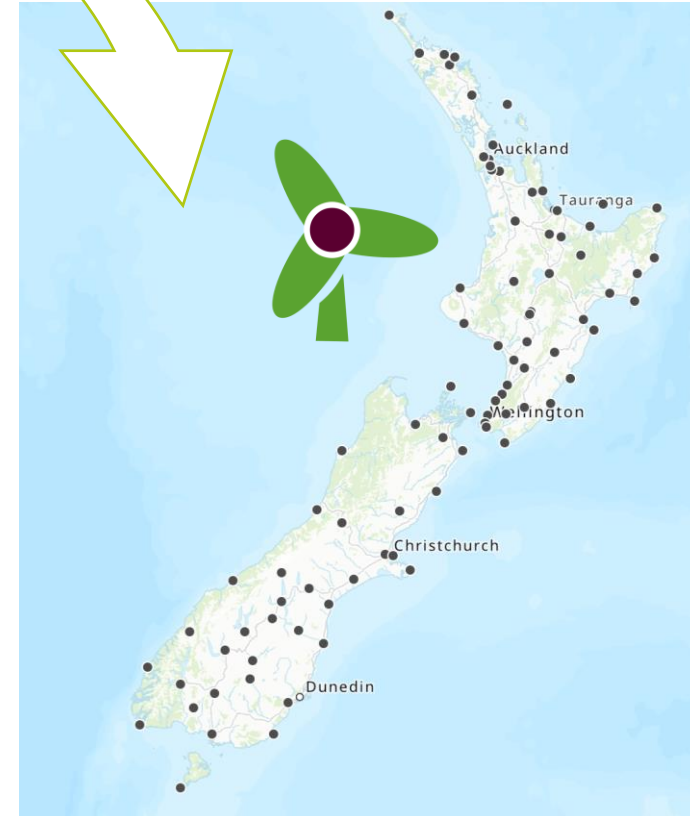 Auckland
Tauranga
Wellington
Christchurch
Dunedin